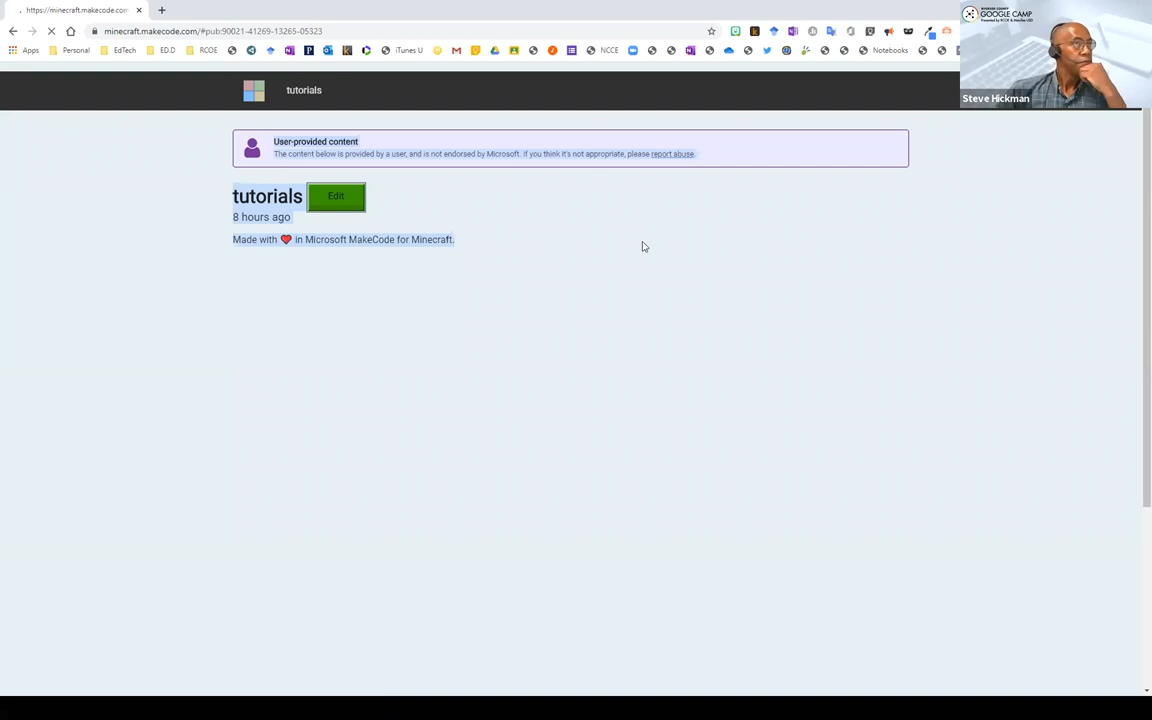 https://minecraft.makecode.com
minecraft.makecode.com/#pub:90021-41269-13265-05323
Apps
Personal
EdTech
ED.D
RCOE
iTunes U
NCCE
Notebooks
GOOGLE CAMP
Steve Hickman
tutorials
User-provided content
The content below is provided by a user, and is not endorsed by Microsoft. If you think it's not appropriate, please report abuse.
tutorials
Edit
8 hours ago
Made with ❤️ in Microsoft MakeCode for Minecraft.